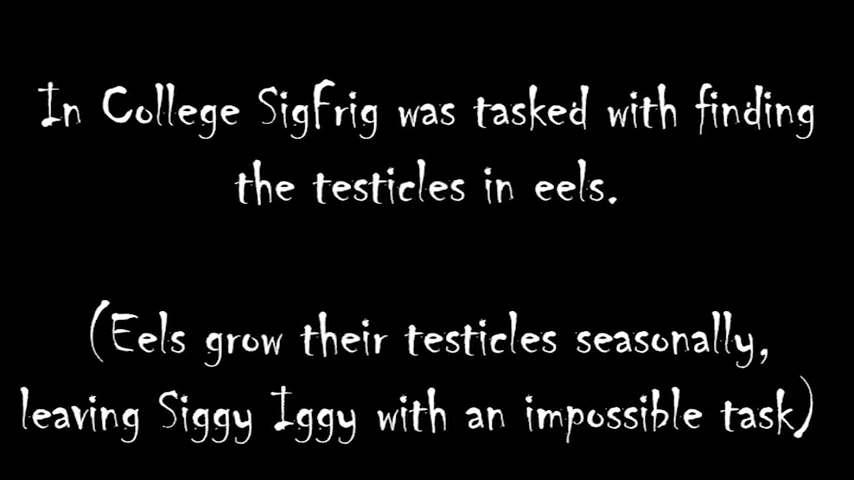 In College SigFrig was tasked with finding
the testicles in eels.
(Eels grow their testicles seasonally,
leaving Siggy Iggy with an impossible task)